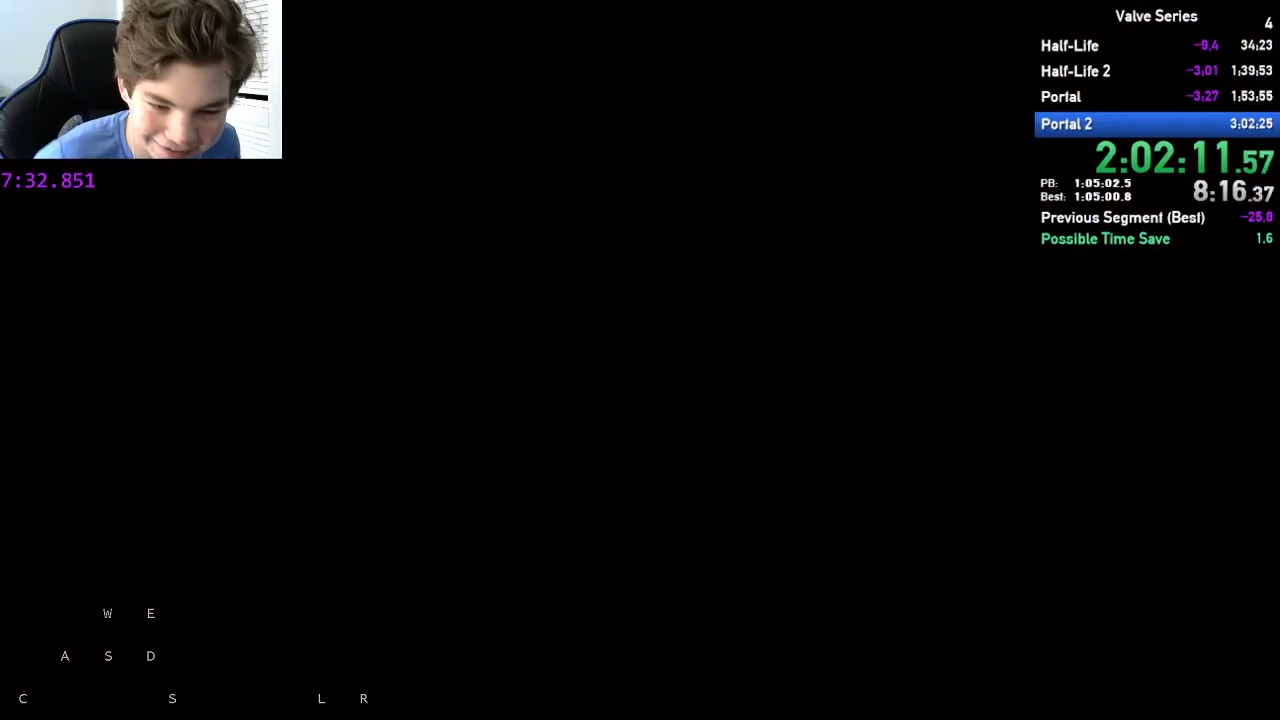 Valve Series
4
Half-Life -9.4 34:23
Half-Life 2 -3:01 1:39:53
Portal -3:27 1:53:55
Portal 2 3:02:25
2:02:11.57
PB: 1:05:02.5
Best: 1:05:00.8
8:16.37
Previous Segment (Best) -25.8
Possible Time Save 1.6
7:32.851
W E
A S D
C S L R